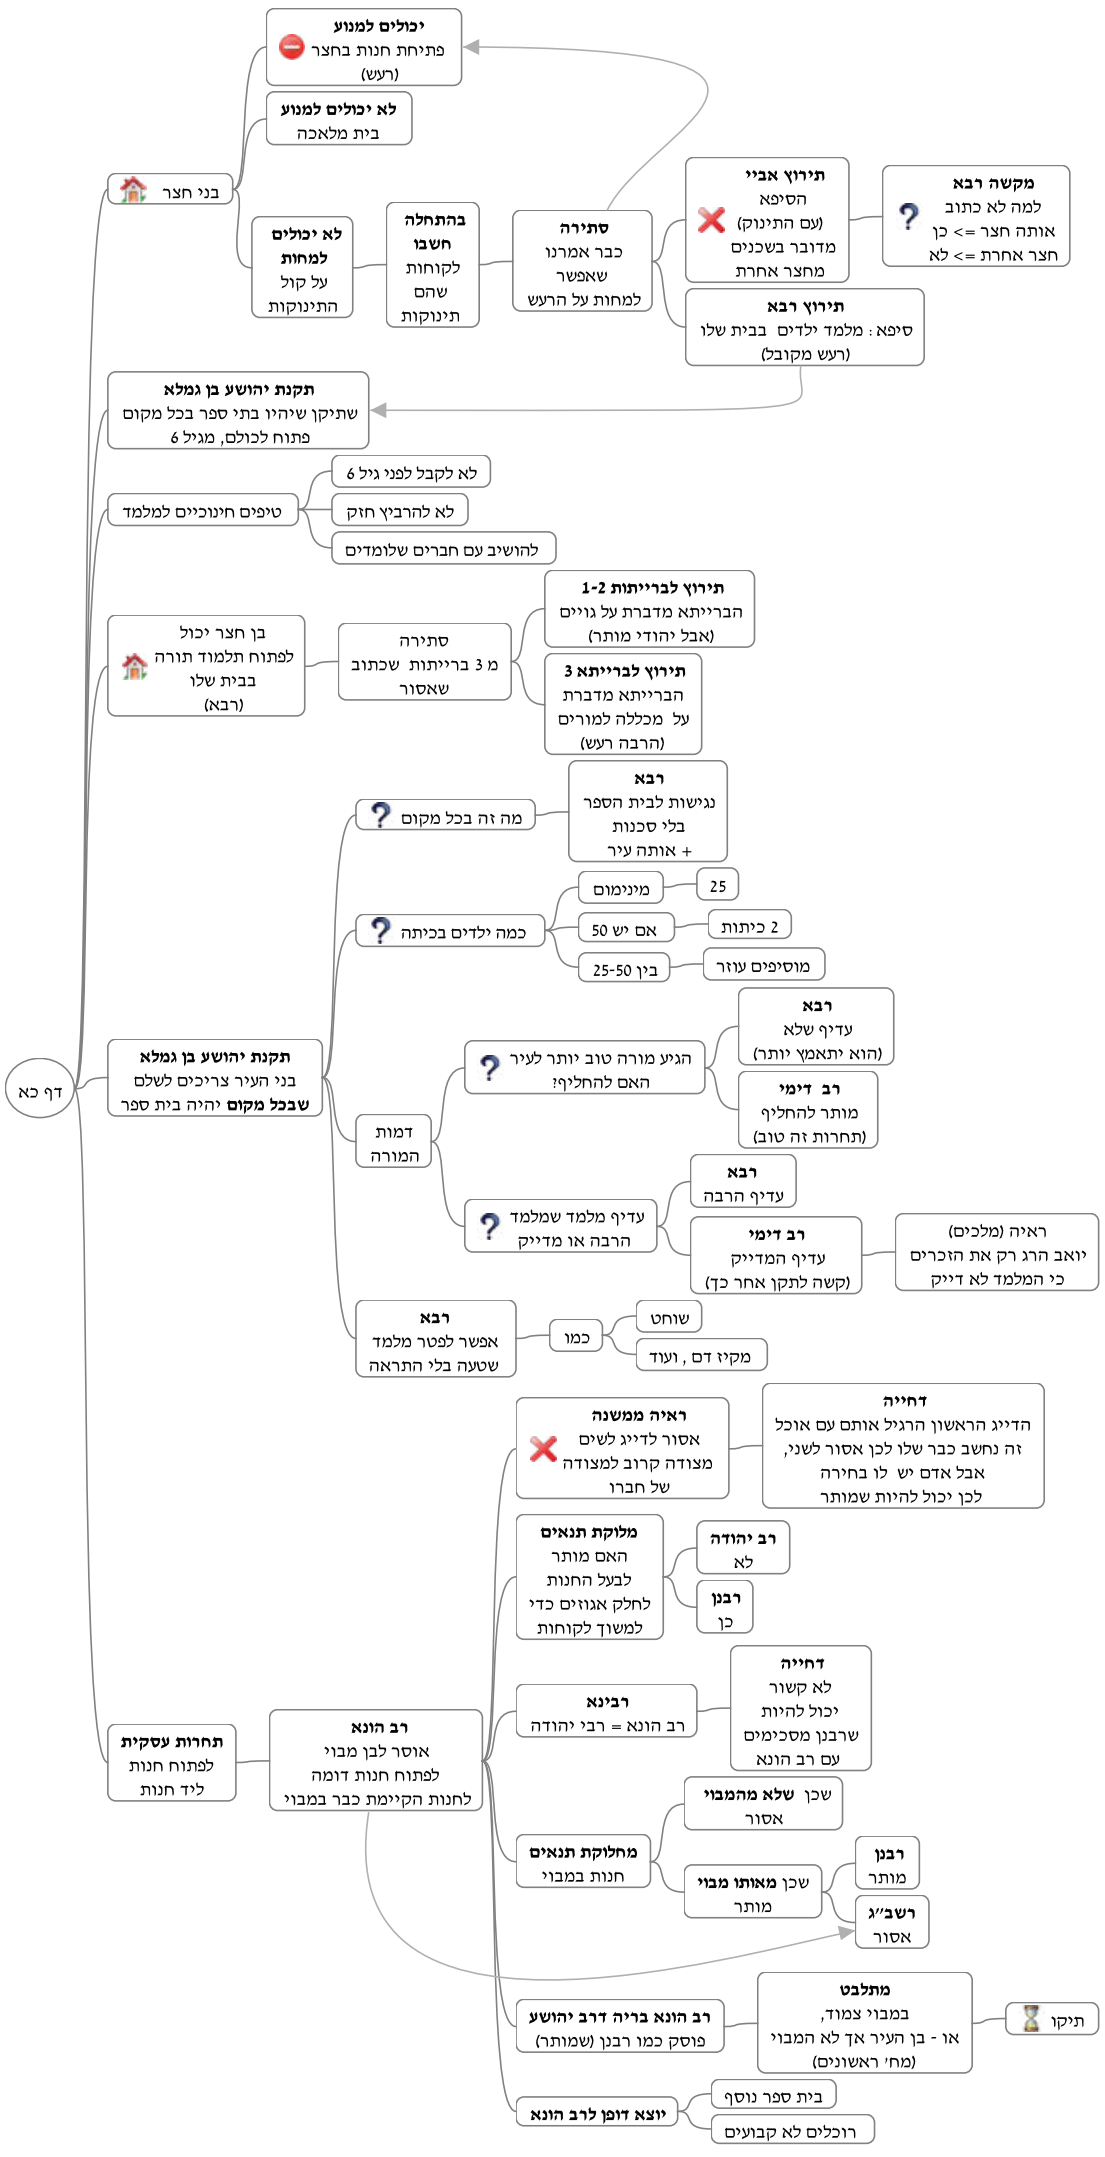 דף כא
בני חצר
יכולים למנוע
פתיחת חנות בחצר
(רעש)
לא יכולים למנוע
בית מלאכה
לא יכולים
למחות
על קול
התינוקות
בהתחלה
חשבו
לקוחות
שהם
תינוקות
סתירה
כבר אמרנו
שאפשר
למחות על הרעש
תירוץ אביי
הסיפא
(עם התינוק)
מדובר בשכנים
מחצר אחרת
מקשה רבא
למה לא כתוב
אותה חצר => כן
חצר אחרת => לא
תירוץ רבא
סיפא : מלמד ילדים בבית שלו
(רעש מקובל)
תקנת יהושע בן גמלא
שתיקן שיהיו בתי ספר בכל מקום
פתוח לכולם, מגיל 6
טיפים חינוכיים למלמד
לא לקבל לפני גיל 6
לא להרביץ חזק
להושיב עם חברים שלומדים
בן חצר יכול
לפתוח תלמוד תורה
בבית שלו
(רבא)
סתירה
מ 3 ברייתות שכתוב
שאסור
תירוץ לברייתות 1-2
הברייתא מדברת על גויים
(אבל יהודי מותר)
תירוץ לברייתא 3
הברייתא מדברת
על מכללה למורים
(הרבה רעש)
תקנת יהושע בן גמלא
בני העיר צריכים לשלם
שבכל מקום יהיה בית ספר
מה זה בכל מקום
רבא
נגישות לבית הספר
בלי סכנות
+ אותה עיר
כמה ילדים בכיתה
מינימום
25
אם יש 50
2 כיתות
בין 25-50
מוסיפים עוזר
דמות
המורה
הגיע מורה טוב יותר לעיר
האם להחליף?
רבא
עדיף שלא
(הוא יתאמץ יותר)
רב דימי
מותר להחליף
(תחרות זה טוב)
עדיף מלמד שמלמד
הרבה או מדייק
רבא
עדיף הרבה
רב דימי
עדיף המדייק
(קשה לתקן אחר כך)
ראיה (מלכים)
יואב הרג רק את הזכרים
כי המלמד לא דייק
רבא
אפשר לפטר מלמד
שטעה בלי התראה
כמו
שוחט
מקיז דם , ועוד
תחרות עסקית
לפתוח חנות
ליד חנות
רב הונא
אוסר לבן מבוי
לפתוח חנות דומה
לחנות הקיימת כבר במבוי
ראיה ממשנה
אסור לדייג לשים
מצודה קרוב למצודה
של חברו
דחייה
הדייג הראשון הרגיל אותם עם אוכל
זה נחשב כבר שלו לכן אסור לשני,
אבל אדם יש לו בחירה
לכן יכול להיות שמותר
מלוקת תנאים
האם מותר
לבעל החנות
לחלק אגוזים כדי
למשוך לקוחות
רב יהודה
לא
רבנן
כן
רבינא
רב הונא = רבי יהודה
דחייה
לא קשור
יכול להיות
שרבנן מסכימים
עם רב הונא
מחלוקת תנאים
חנות במבוי
שכן שלא מהמבוי
אסור
שכן מאותו מבוי
מותר
רבנן
מותר
רשב"ג
אסור
רב הונא בריה דרב יהושע
פוסק כמו רבנן (שמותר)
מתלבט
במבוי צמוד,
או - בן העיר אך לא המבוי
(מח' ראשונים)
תיקו
יוצא דופן לרב הונא
בית ספר נוסף
רוכלים לא קבועים